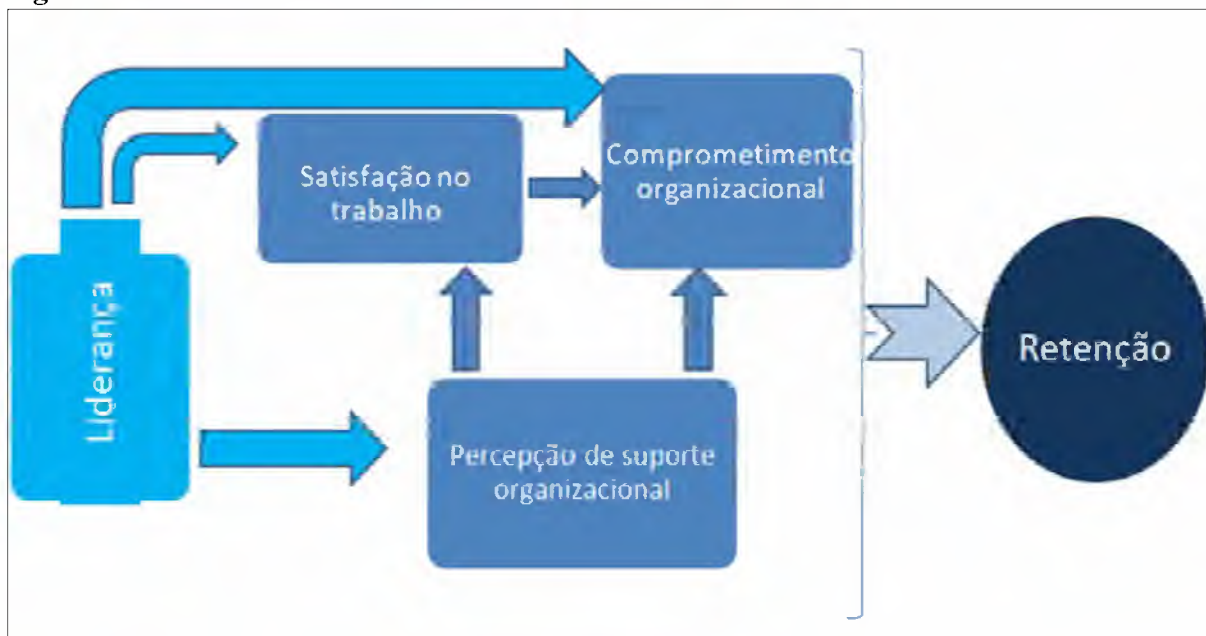 Satisfação no
trabalho
Comprometimento
organizacional
Liderança
Percepção de suporte
organizacional
Retenção